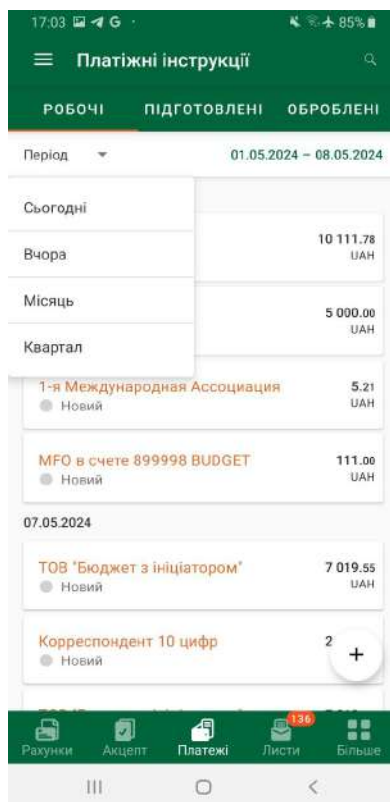 17:03 G 85%
Платіжні інструкції
РОБОЧІ ПІДГОТОВЛЕНІ ОБРОБЛЕНІ
Період 01.05.2024 – 08.05.2024
Сьогодні
Вчора
Місяць
Квартал
10 111.78
UAH
5 000.00
UAH
1-я Международная Ассоциация 5.21
Новий UAH
МFO в счете 899998 BUDGET 111.00
Новий UAH
07.05.2024
ТОВ "Бюджет з ініціатором" 7 019.55
Новий UAH
Корреспондент 10 цифр 2
Новий
+
136
Рахунки Акцепт Платежі Листи Більше